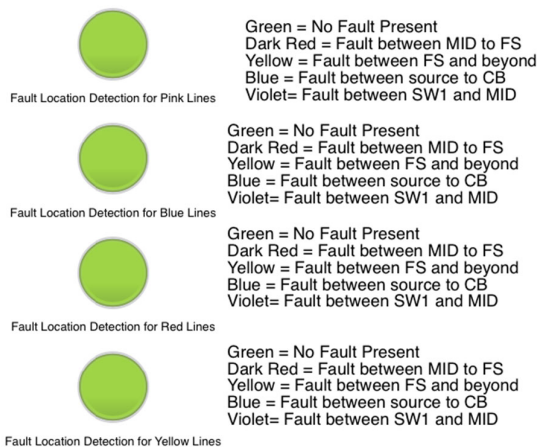 Green = No Fault Present
Dark Red = Fault between MID to FS
Yellow = Fault between FS and beyond
Blue = Fault between source to CB
Violet= Fault between SW1 and MID
Fault Location Detection for Pink Lines
Green = No Fault Present
Dark Red = Fault between MID to FS
Yellow = Fault between FS and beyond
Blue = Fault between source to CB
Violet= Fault between SW1 and MID
Fault Location Detection for Blue Lines
Green = No Fault Present
Dark Red = Fault between MID to FS
Yellow = Fault between FS and beyond
Blue = Fault between source to CB
Violet= Fault between SW1 and MID
Fault Location Detection for Red Lines
Green = No Fault Present
Dark Red = Fault between MID to FS
Yellow = Fault between FS and beyond
Blue = Fault between source to CB
Violet= Fault between SW1 and MID
Fault Location Detection for Yellow Lines